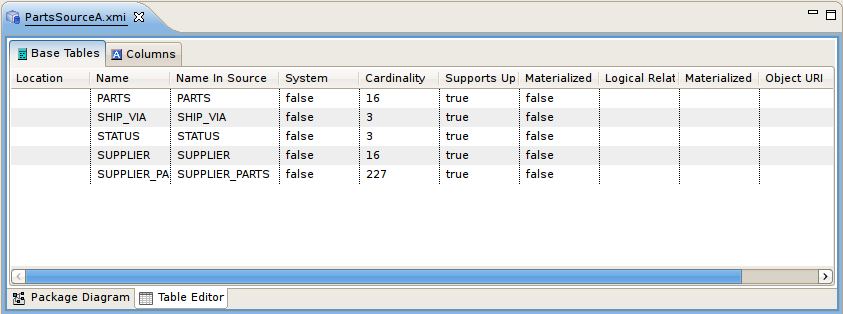 PartsSourceA.xmi
Base Tables Columns
Location Name Name In Source System Cardinality Supports Up Materialized Logical Relat Materialized Object URI
PARTS PARTS false 16 true false
SHIP_VIA SHIP_VIA false 3 true false
STATUS STATUS false 3 true false
SUPPLIER SUPPLIER false 16 true false
SUPPLIER_PA SUPPLIER_PARTS false 227 true false
Package Diagram Table Editor